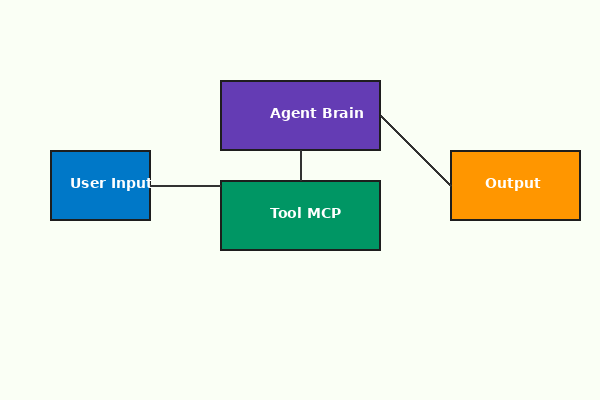 Agent Brain
User Input
Output
Tool MCP